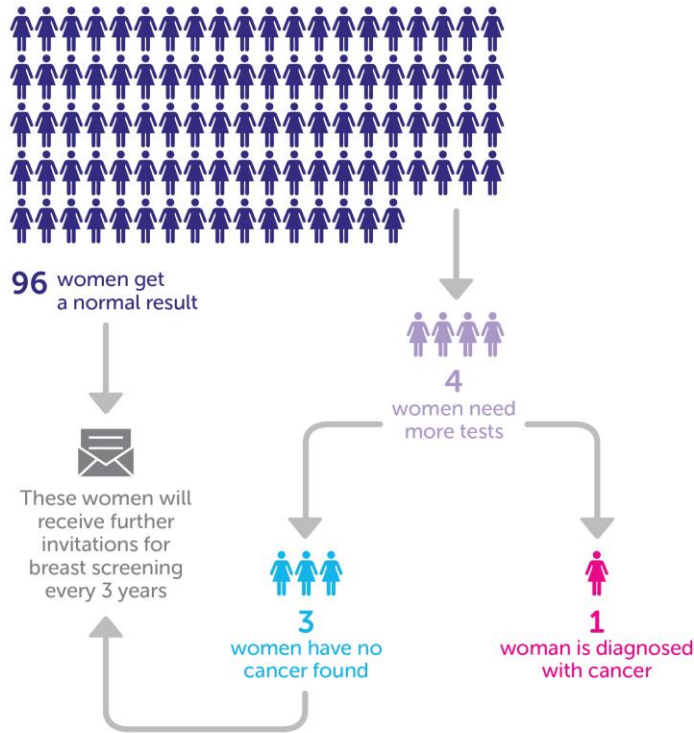 96 women get
a normal result
4
women need
more tests
These women will
receive further
invitations for
breast screening
every 3 years
3
women have no
cancer found
1
woman is diagnosed
with cancer